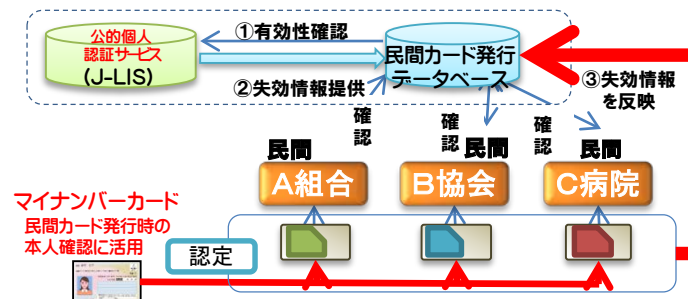 公的個人
認証サービス
(J-LIS)
①有効性確認
②失効情報提供
民間カード発行
データベース
③失効情報
を反映
確認
確認
確認
民間
A組合
民間
B協会
民間
C病院
マイナンバーカード
民間カード発行時の
本人確認に活用
認定